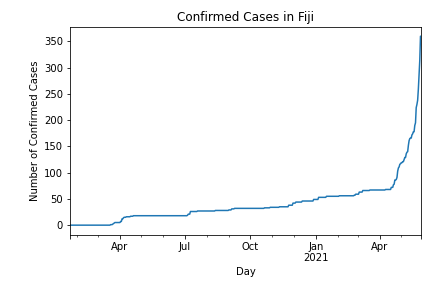 Confirmed Cases in Fiji
350
300
250
200
150
100
50
0
Number of Confirmed Cases
Apr
Jul
Oct
Jan
2021
Apr
Day